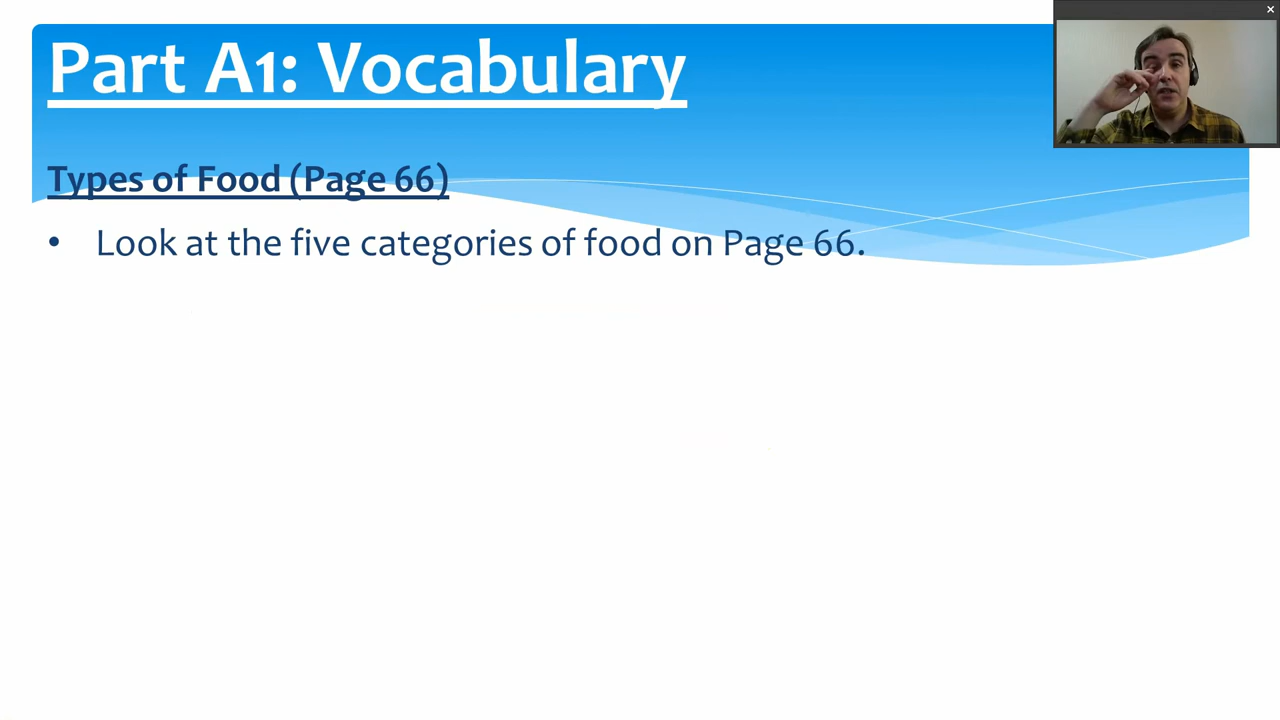 Part A1: Vocabulary
Types of Food (Page 66)
• Look at the five categories of food on Page 66.